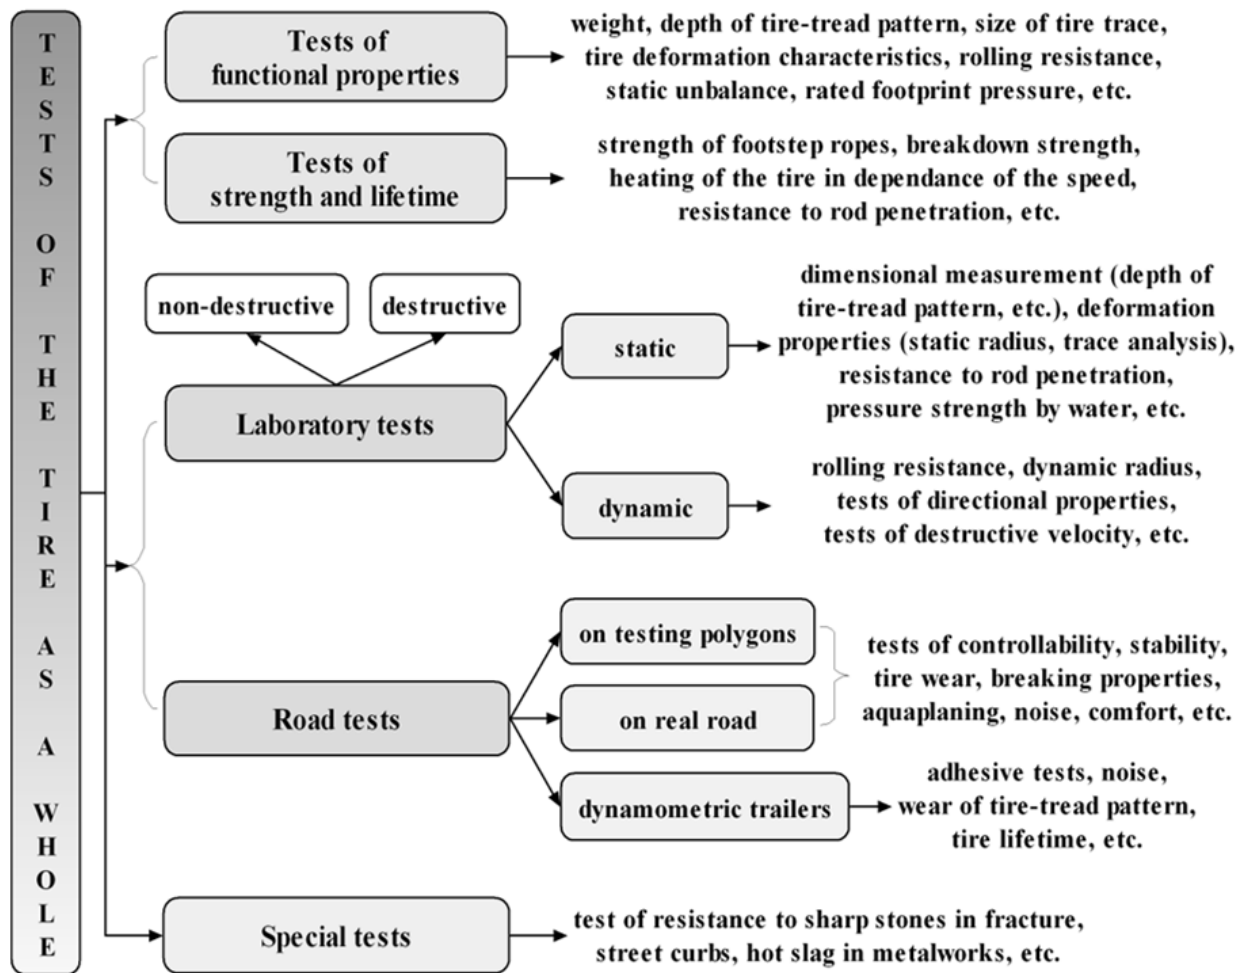 TESTS OF THE TIRE AS A WHOLE
Tests of
functional properties
weight, depth of tire-tread pattern, size of tire trace,
tire deformation characteristics, rolling resistance,
static unbalance, rated footprint pressure, etc.
Tests of
strength and lifetime
strength of footstep ropes, breakdown strength,
heating of the tire in dependance of the speed,
resistance to rod penetration, etc.
non-destructive
destructive
Laboratory tests
static
dimensional measurement (depth of
tire-tread pattern, etc.), deformation
properties (static radius, trace analysis),
resistance to rod penetration,
pressure strength by water, etc.
dynamic
rolling resistance, dynamic radius,
tests of directional properties,
tests of destructive velocity, etc.
Road tests
on testing polygons
on real road
tests of controllability, stability,
tire wear, breaking properties,
aquaplaning, noise, comfort, etc.
dynamometric trailers
adhesive tests, noise,
wear of tire-tread pattern,
tire lifetime, etc.
Special tests
test of resistance to sharp stones in fracture,
street curbs, hot slag in metalworks, etc.